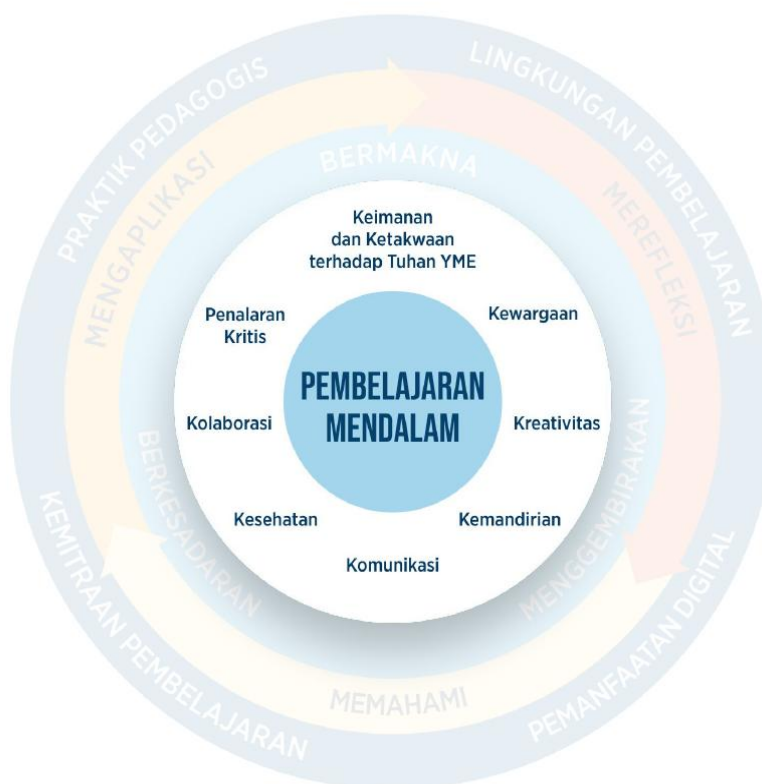 PRAKTIK PEDAGOGIS
LINGKUNGAN PEMBELAJARAN
MENGAPLIKASI
MEREFLEKSI
BERMAKNA
Keimanan
dan Ketakwaan
terhadap Tuhan YME
Penalaran
Kritis
Kewargaan
PEMBELAJARAN
MENDALAM
Kolaborasi
Kreativitas
Kesehatan
Kemandirian
Komunikasi
BERKESADARAN
MENGGEMBIRAKAN
MEMAHAMI
KEMITRAAN PEMBELAJARAN
PEMANFAATAN DIGITAL